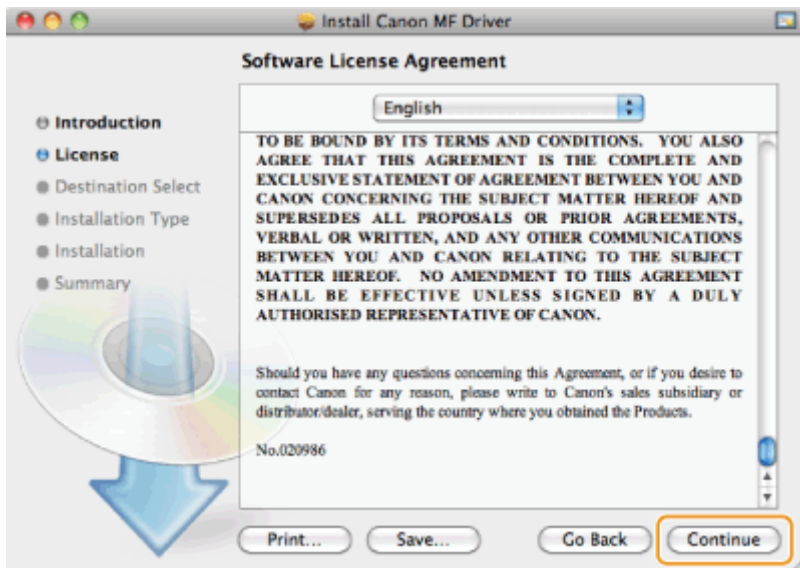 Install Canon MF Driver
Software License Agreement
Introduction
License
Destination Select
Installation Type
Installation
Summary
English
TO BE BOUND BY ITS TERMS AND CONDITIONS. YOU ALSO
AGREE THAT THIS AGREEMENT IS THE COMPLETE AND
EXCLUSIVE STATEMENT OF AGREEMENT BETWEEN YOU AND
CANON CONCERNING THE SUBJECT MATTER HEREOF AND
SUPERSEDES ALL PROPOSALS OR PRIOR AGREEMENTS,
VERBAL OR WRITTEN, AND ANY OTHER COMMUNICATIONS
BETWEEN YOU AND CANON RELATING TO THE SUBJECT
MATTER HEREOF. NO AMENDMENT TO THIS AGREEMENT
SHALL BE EFFECTIVE UNLESS SIGNED BY A DULY
AUTHORISED REPRESENTATIVE OF CANON.
Should you have any questions concerning this Agreement, or if you desire to
contact Canon for any reason, please write to Canon's sales subsidiary or
distributor/dealer, serving the country where you obtained the Products.
No.020986
Print...
Save...
Go Back
Continue